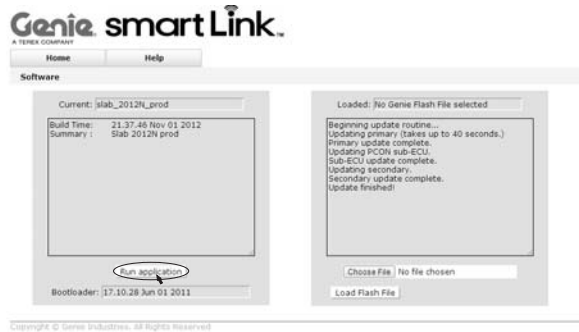 Genie smartLink™
A TEREX COMPANY
Home Help
Software
Current: slab_2012N_prod
Build Time: 21.37.46 Nov 01 2012
Summary : Slab 2012N prod
Run application
Bootloader: 17.10.28 Jun 01 2011
Loaded: No Genie Flash File selected
Beginning update routine...
Updating primary (takes up to 40 seconds.)
Primary update complete.
Updating PCON sub-ECU.
Sub-ECU update complete.
Updating secondary.
Secondary update complete.
Update finished!
Choose File No file chosen
Load Flash File
Copyright © Genie Industries. All Rights Reserved